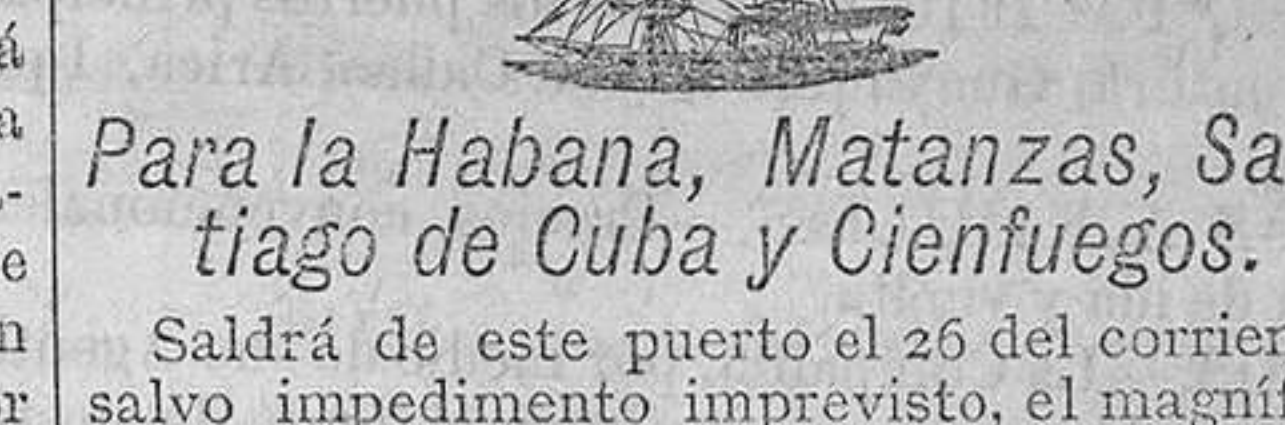 Para la Habana, Matanzas, Sa
tiago de Cuba y Cienfuegos.
Saldrá de este puerto el 26 del corrien
salvo impedimento imprevisto, el magníf